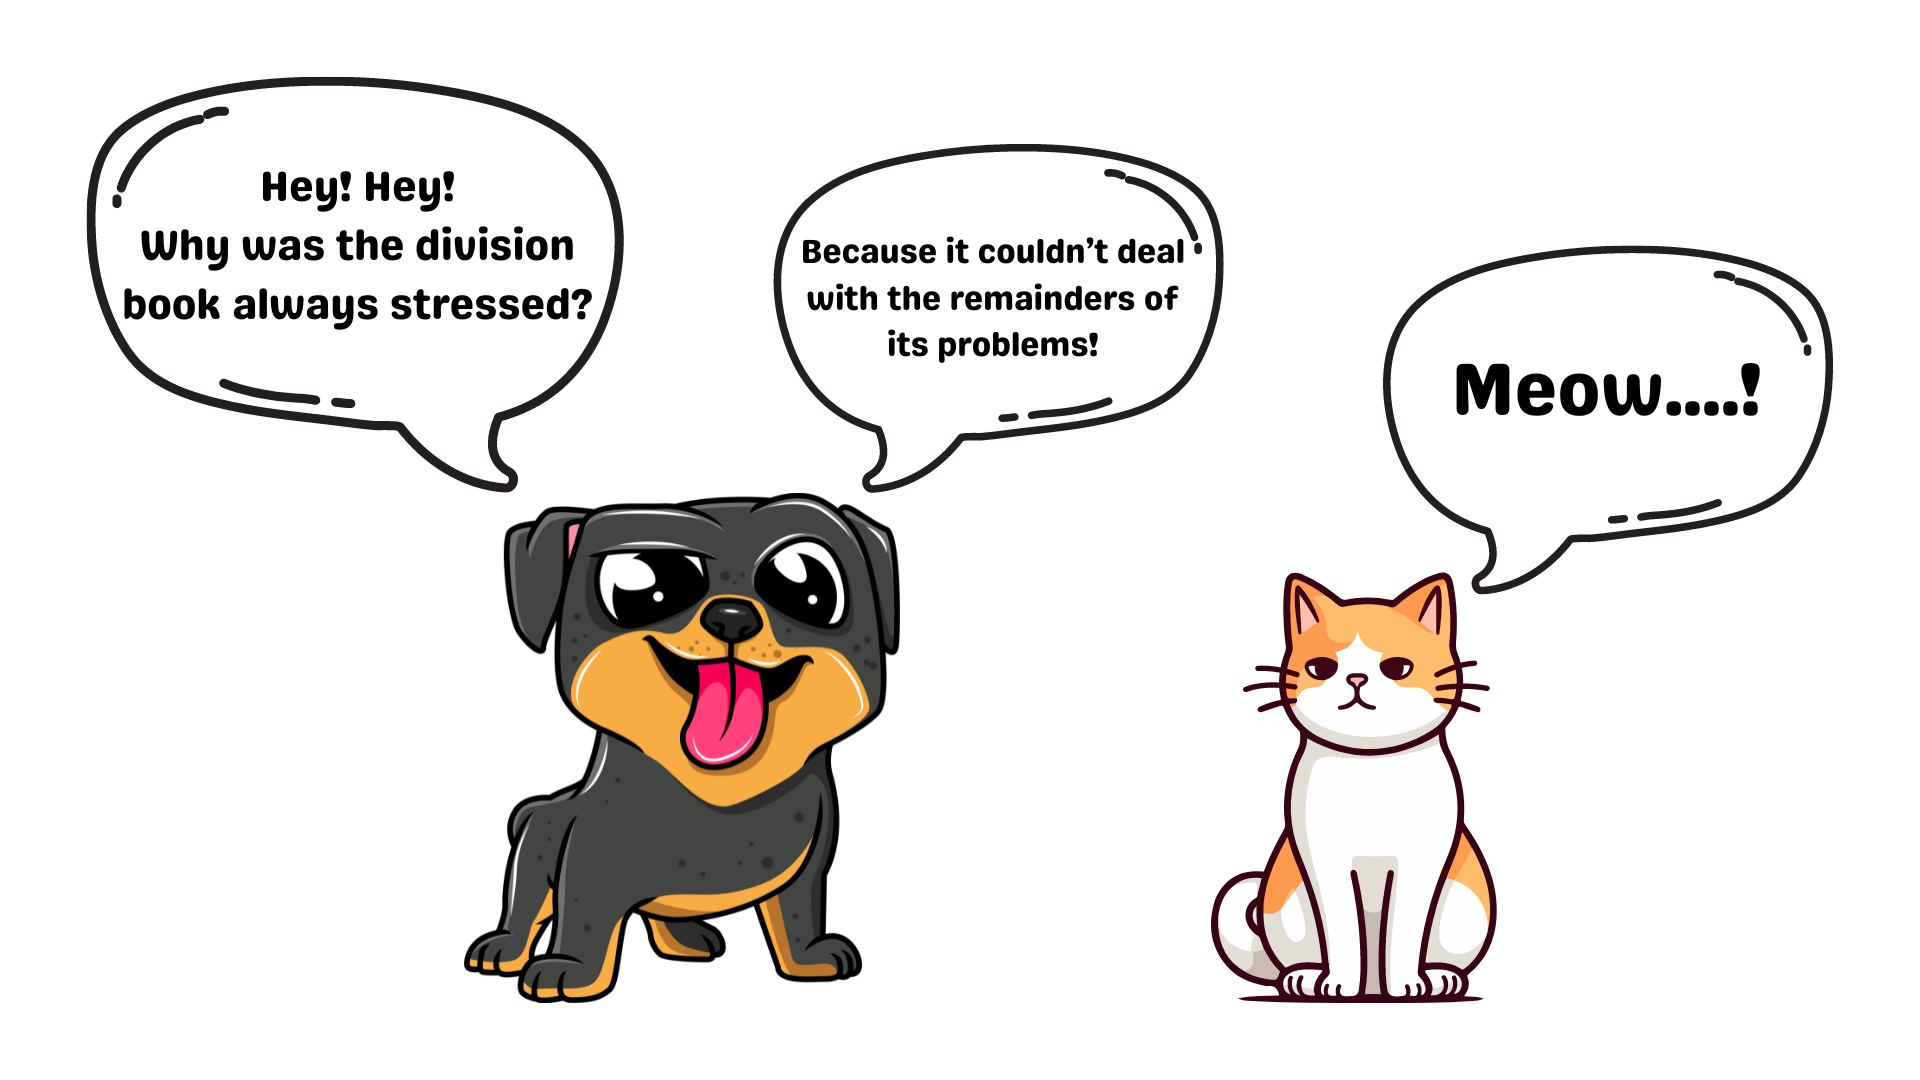 Hey! Hey!
Why was the division
book always stressed?
Because it couldn’t deal
with the remainders of
its problems!
Meow....!